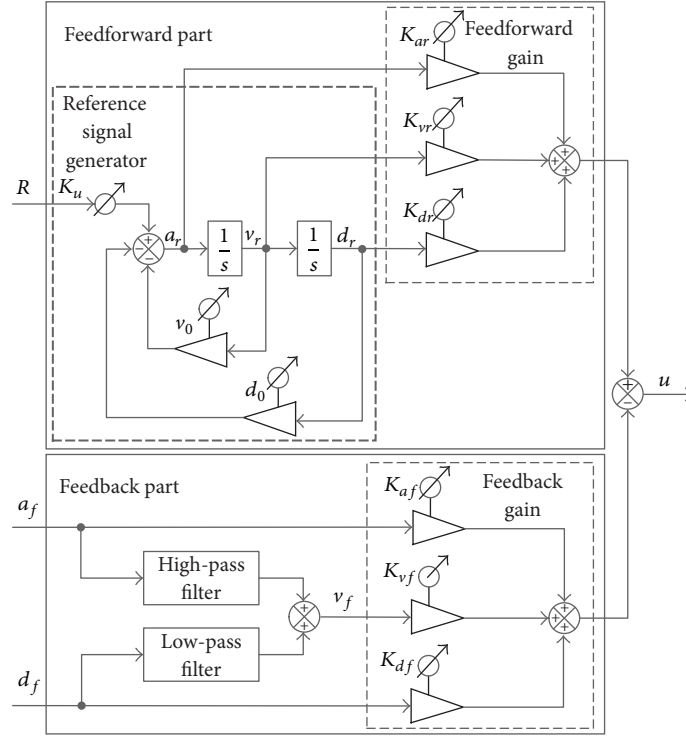 Feedforward part
K_ar
Feedforward
gain
Reference
signal
generator
K_vr
R
K_u
K_dr
+
−
−
a_r
1/s
v_r
1/s
d_r
+
+
+
v_0
d_0
+
−
u
Feedback part
a_f
K_af
Feedback
gain
High-pass
filter
K_vf
+
+
v_f
+
+
+
Low-pass
filter
K_df
d_f